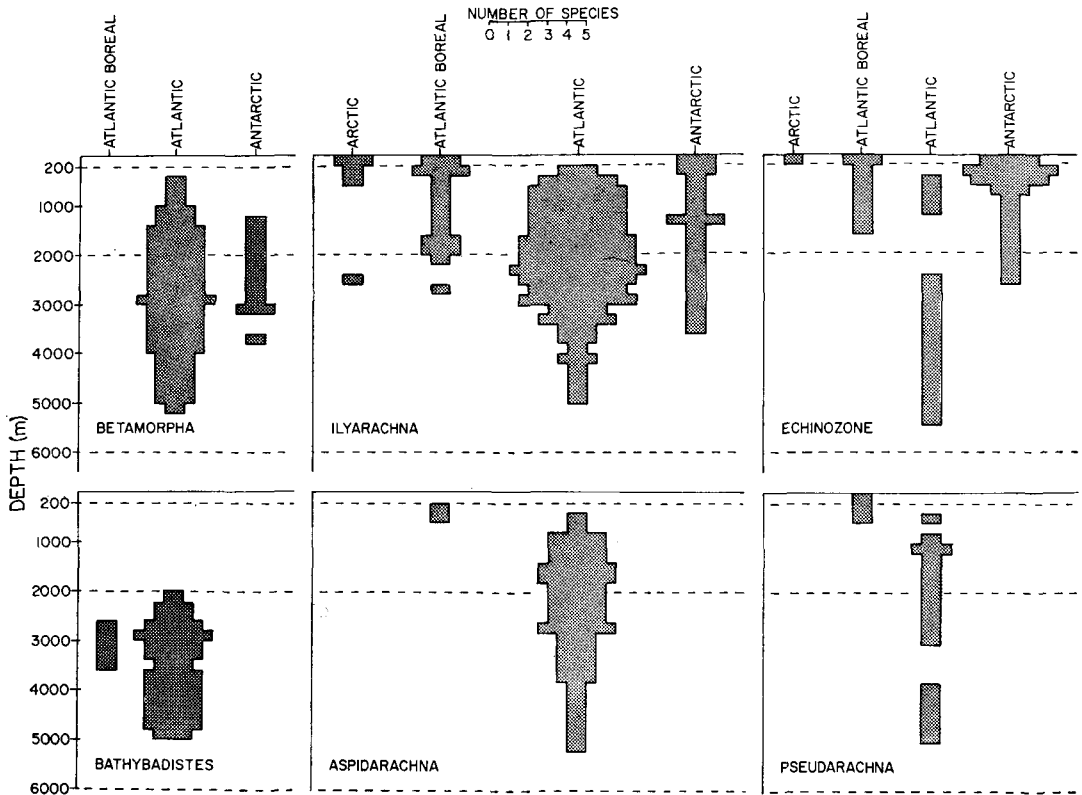 NUMBER OF SPECIES
0 1 2 3 4 5
ATLANTIC BOREAL
ATLANTIC
ANTARCTIC
ARCTIC
ATLANTIC BOREAL
ATLANTIC
ANTARCTIC
ARCTIC
ATLANTIC BOREAL
ATLANTIC
ANTARCTIC
DEPTH (m)
200
1000
2000
3000
4000
5000
6000
BETAMORPHA
ILYARACHNA
ECHINOZONE
200
1000
2000
3000
4000
5000
6000
BATHYBADISTES
ASPIDARACHNA
PSEUDARACHNA